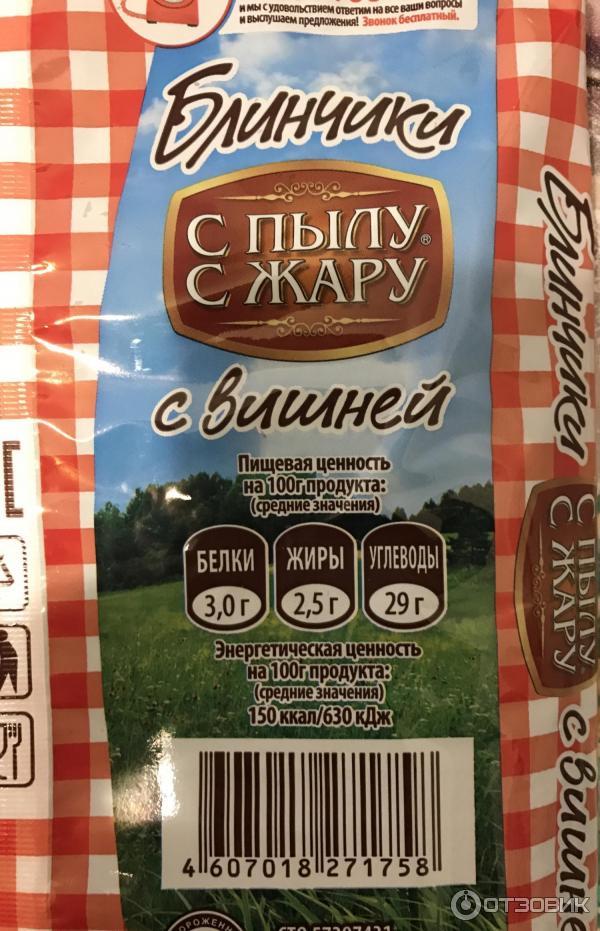 и мы с удовольствием ответим на все ваши вопросы
и выслушаем предложения! Звонок бесплатный.
Блинчики
С ПЫЛУ®
С ЖАРУ
с вишней
Пищевая ценность
на 100г продукта:
(средние значения)
БЕЛКИ ЖИРЫ УГЛЕВОДЫ
3,0 г 2,5 г 29 г
Энергетическая ценность
на 100г продукта:
(средние значения)
150 ккал/630 кДж
4 607018 271758
Блинчики
С ПЫЛУ
С ЖАРУ
с вишне
ОТЗОВИК